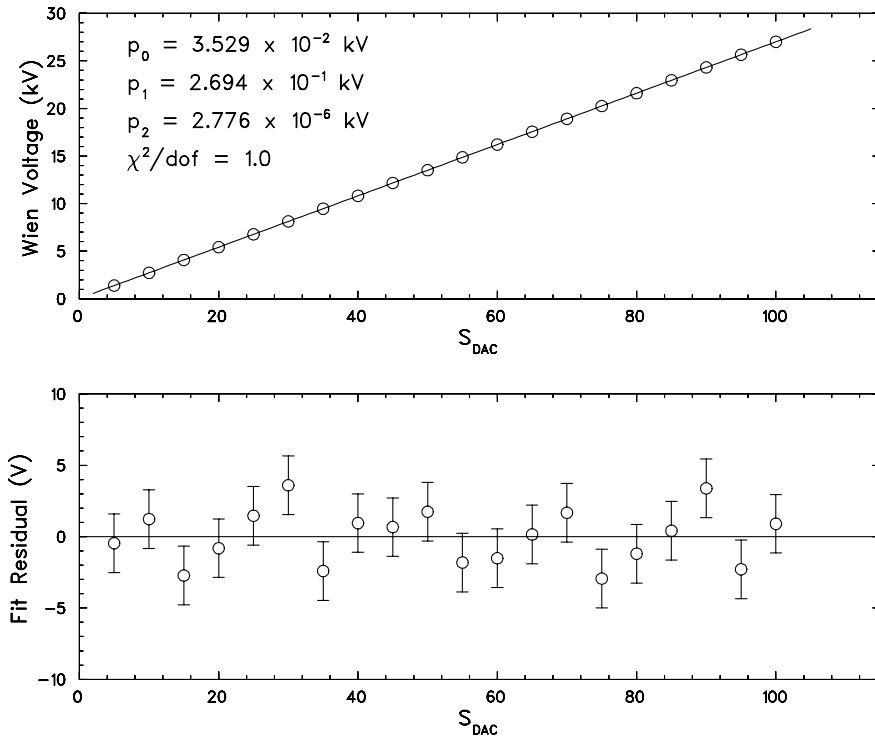 30
25
20
15
10
5
0
Wien Voltage (kV)
p₀ = 3.529 x 10⁻² kV
p₁ = 2.694 x 10⁻¹ kV
p₂ = 2.776 x 10⁻⁶ kV
χ²/dof = 1.0
0 20 40 60 80 100
S_DAC
10
5
0
−5
−10
Fit Residual (V)
0 20 40 60 80 100
S_DAC